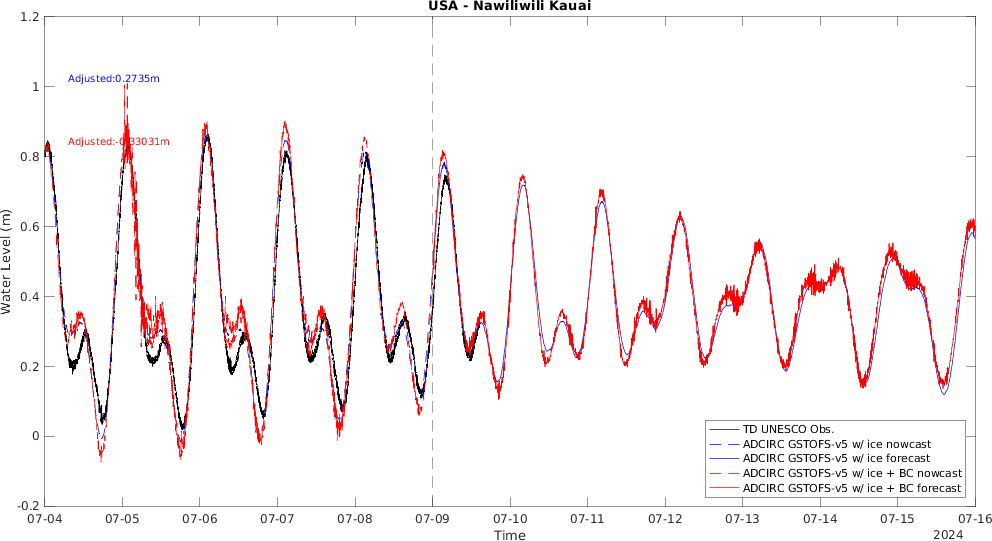 USA - Nawiliwili Kauai
1.2
1
0.8
0.6
0.4
0.2
0
-0.2
Water Level (m)
Adjusted:0.2735m
Adjusted:-0.33031m
TD UNESCO Obs.
ADCIRC GSTOFS-v5 w/ ice nowcast
ADCIRC GSTOFS-v5 w/ ice forecast
ADCIRC GSTOFS-v5 w/ ice + BC nowcast
ADCIRC GSTOFS-v5 w/ ice + BC forecast
07-04 07-05 07-06 07-07 07-08 07-09 07-10 07-11 07-12 07-13 07-14 07-15 07-16
Time
2024